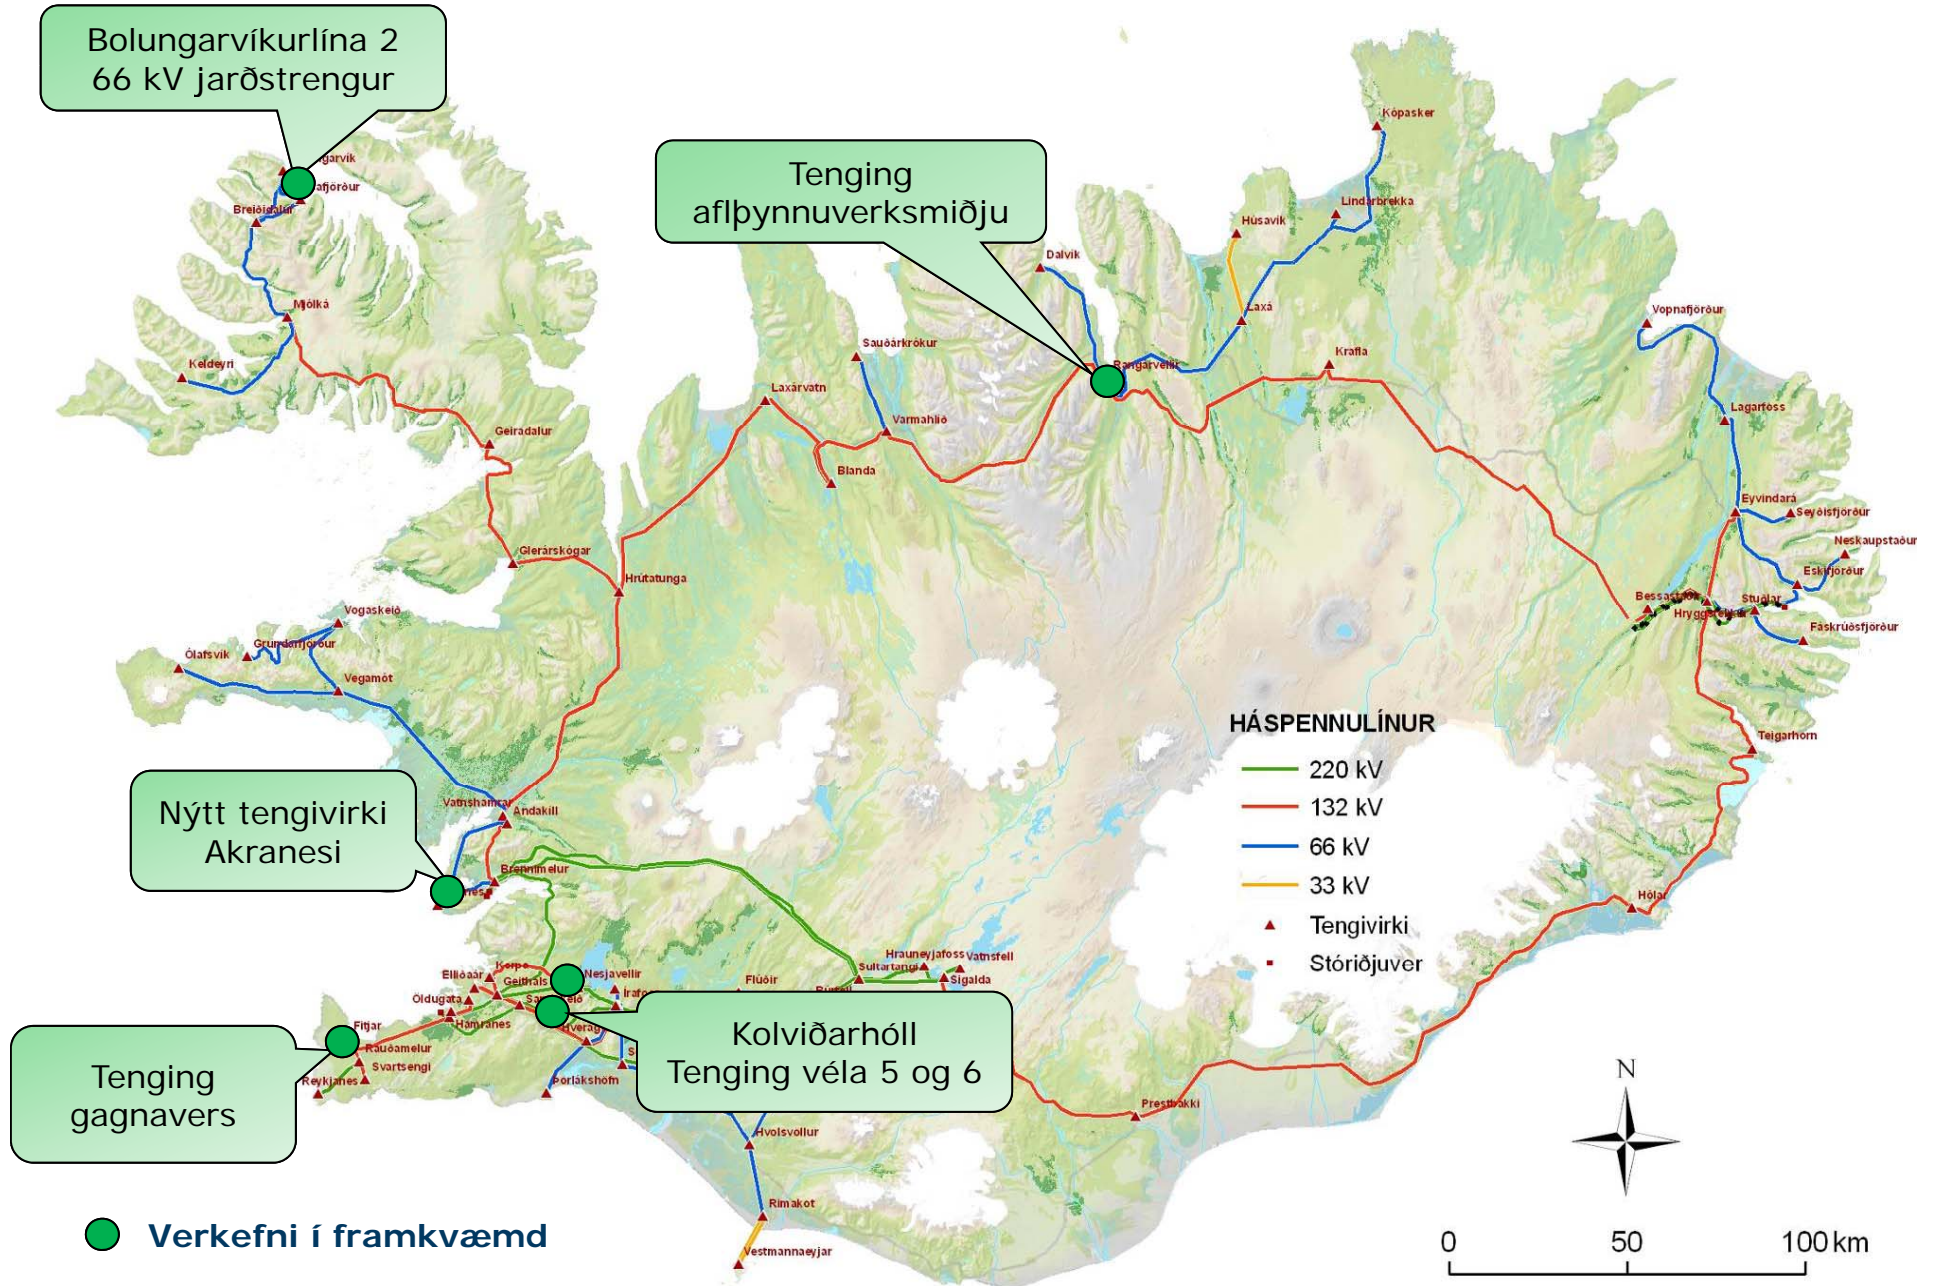 Bolungarvíkurlína 2
66 kV jarðstrengur
Tenging
aflþynnuverksmiðju
Kópasker
Lindarbrekka
Húsavík
Breiðidalur
Dalvík
Mjólká
Laxá
Vopnafjörður
Sauðárkrókur
Krafla
Keldeyri
Rangárvellir
Laxárvatn
Lagarfoss
Varmahlíð
Geiradalur
Blanda
Eyvindará
Seyðisfjörður
Neskaupstaður
Glerárskógar
Hrútatunga
Eskifjörður
Stuðlar
Fáskrúðsfjörður
Vogaskeið
Grundarfjörður
Ólafsvík
Vegamót
HÁSPENNULÍNUR
220 kV
132 kV
66 kV
33 kV
Tengivirki
Stóriðjuver
Teigarhorn
Nýtt tengivirki
Akranesi
Vatnshamrar
Andakíll
Brennimelur
Hólar
Hrauneyjafoss
Vatnsfell
Sultartangi
Sigalda
Korpa
Elliðaár
Geitháls
Nesjavellir
Flúðir
Öldugata
Hamranes
Fitjar
Rauðamelur
Svartsengi
Reykjanes
Þorlákshöfn
Tenging
gagnavers
Kolviðarhóll
Tenging véla 5 og 6
Prestbakki
Hvolsvollur
Rimakot
Vestmannaeyjar
N
Verkefni í framkvæmd
0 50 100 km